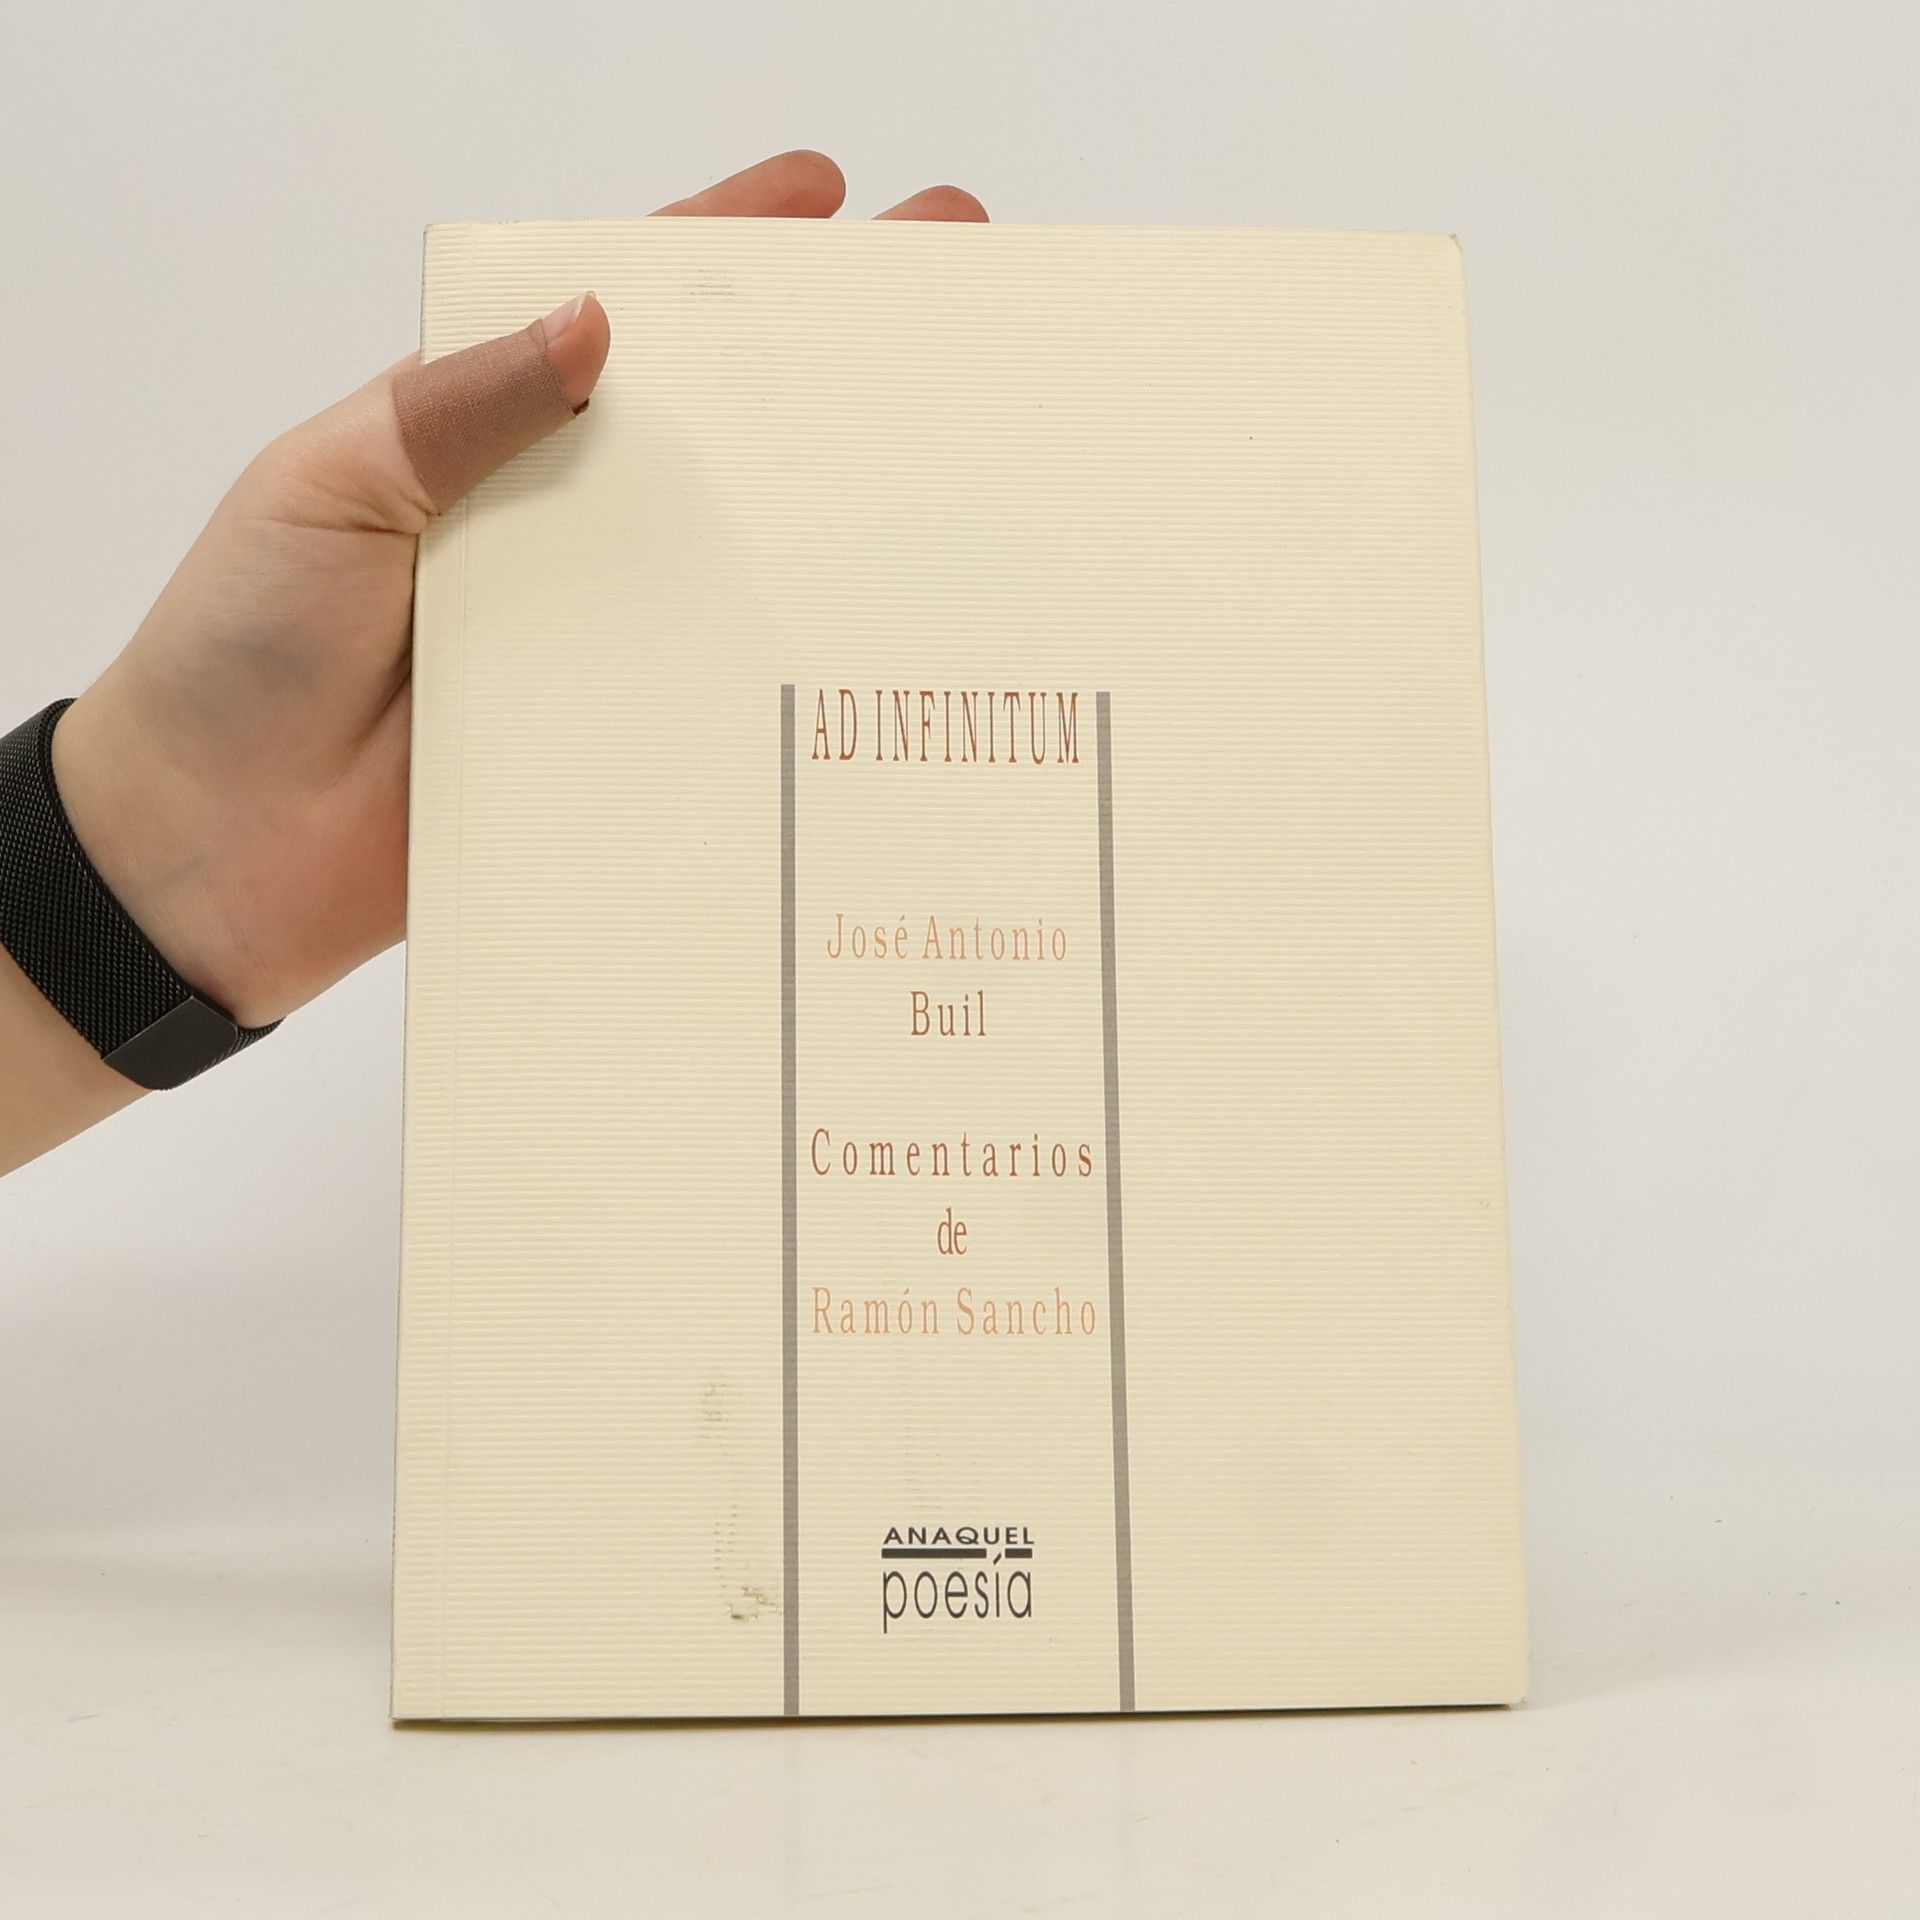 AD INFINITUM
José Antonio
Buil
Comentarios
de
Ramón Sancho
ANAQUEL
poesía